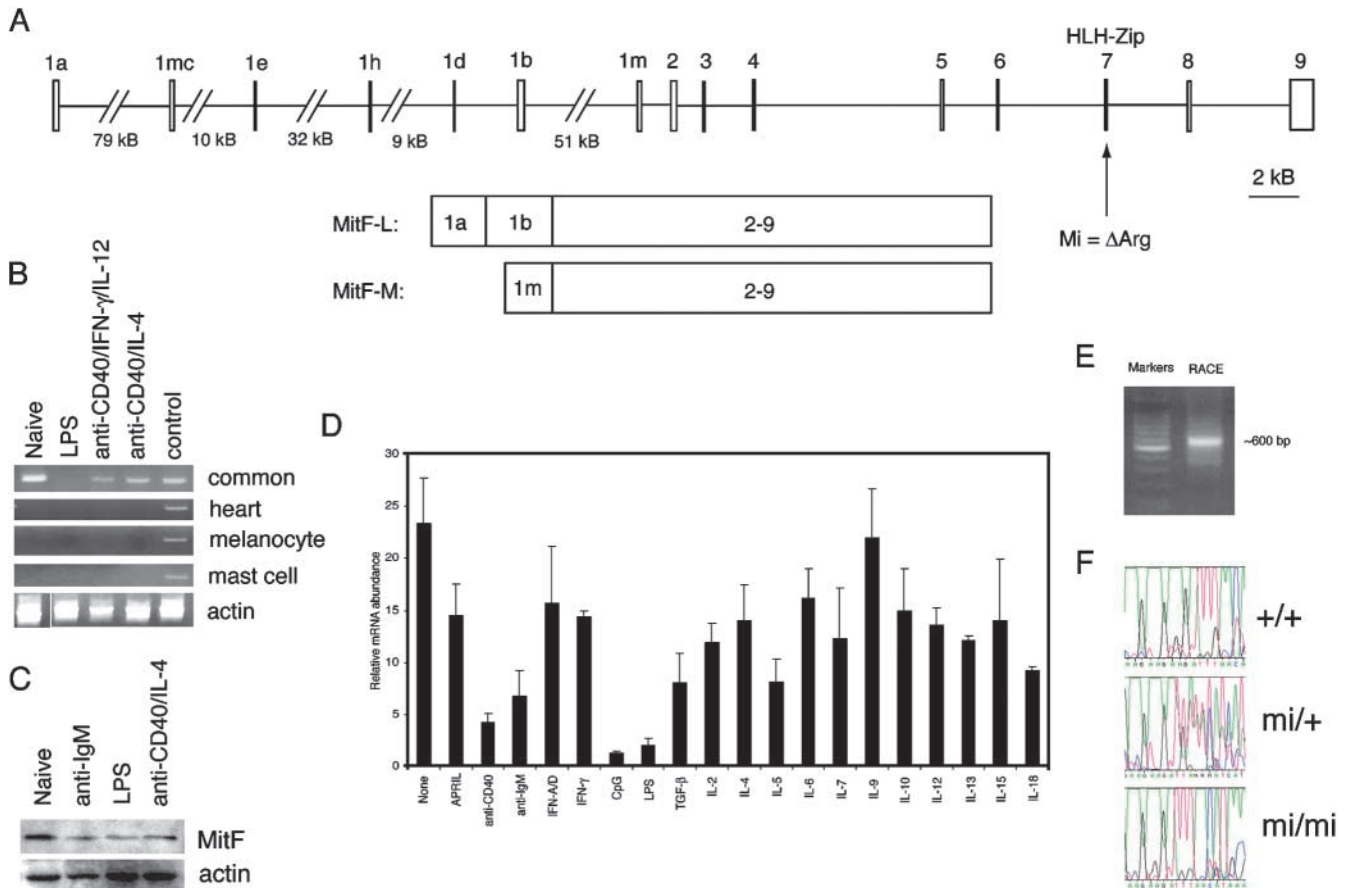 A
HLH-Zip
1a 1mc 1e 1h 1d 1b 1m 2 3 4 5 6 7 8 9
79 kB 10 kB 32 kB 9 kB 51 kB
2 kB
MitF-L: 1a 1b 2-9
Mi = ΔArg
MitF-M: 1m 2-9
B
Naive
LPS
anti-CD40/IFN-γ/IL-12
anti-CD40/IL-4
control
common
heart
melanocyte
mast cell
actin
C
Naive
anti-IgM
LPS
anti-CD40/IL-4
MitF
actin
D
Relative mRNA abundance
30
25
20
15
10
5
0
None
APRIL
anti-CD40
anti-IgM
IFN-A/D
IFN-γ
CpG
LPS
TGF-β
IL-2
IL-4
IL-5
IL-6
IL-7
IL-9
IL-10
IL-12
IL-13
IL-15
IL-18
E
Markers RACE
~600 bp
F
+/+
mi/+
mi/mi